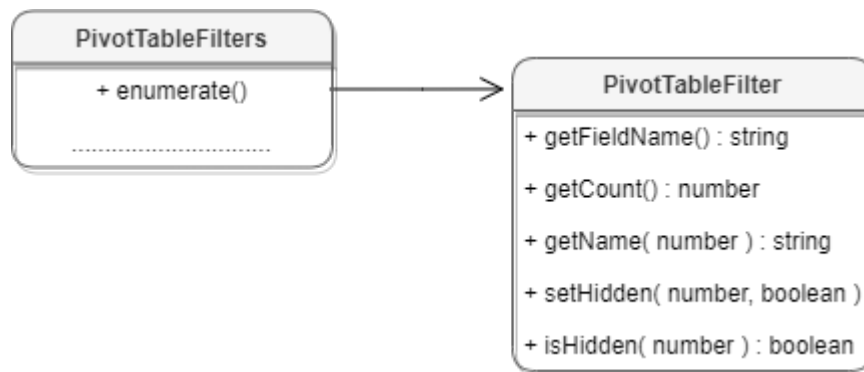 PivotTableFilters
+ enumerate()
PivotTableFilter
+ getFieldName() : string
+ getCount() : number
+ getName( number ) : string
+ setHidden( number, boolean )
+ isHidden( number ) : boolean